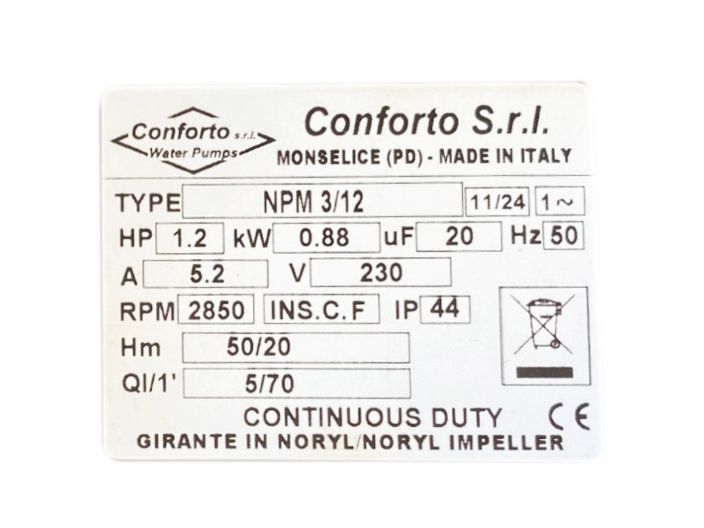 Conforto s.r.l.
Water Pumps
Conforto S.r.l.
MONSELICE (PD) - MADE IN ITALY
TYPE NPM 3/12 11/24 1~
HP 1.2 kW 0.88 uF 20 Hz 50
A 5.2 V 230
RPM 2850 INS.C.F IP 44
Hm 50/20
Ql/1' 5/70
CONTINUOUS DUTY CE
GIRANTE IN NORYL/NORYL IMPELLER